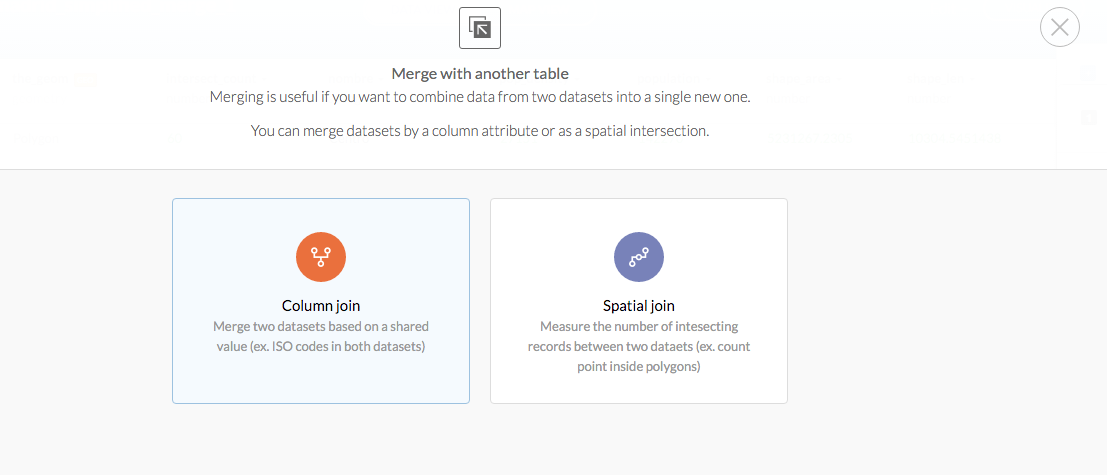 Merge with another table
Merging is useful if you want to combine data from two datasets into a single new one.
You can merge datasets by a column attribute or as a spatial intersection.
Column join
Merge two datasets based on a shared
value (ex. ISO codes in both datasets)
Spatial join
Measure the number of intesecting
records between two dataets (ex. count
point inside polygons)